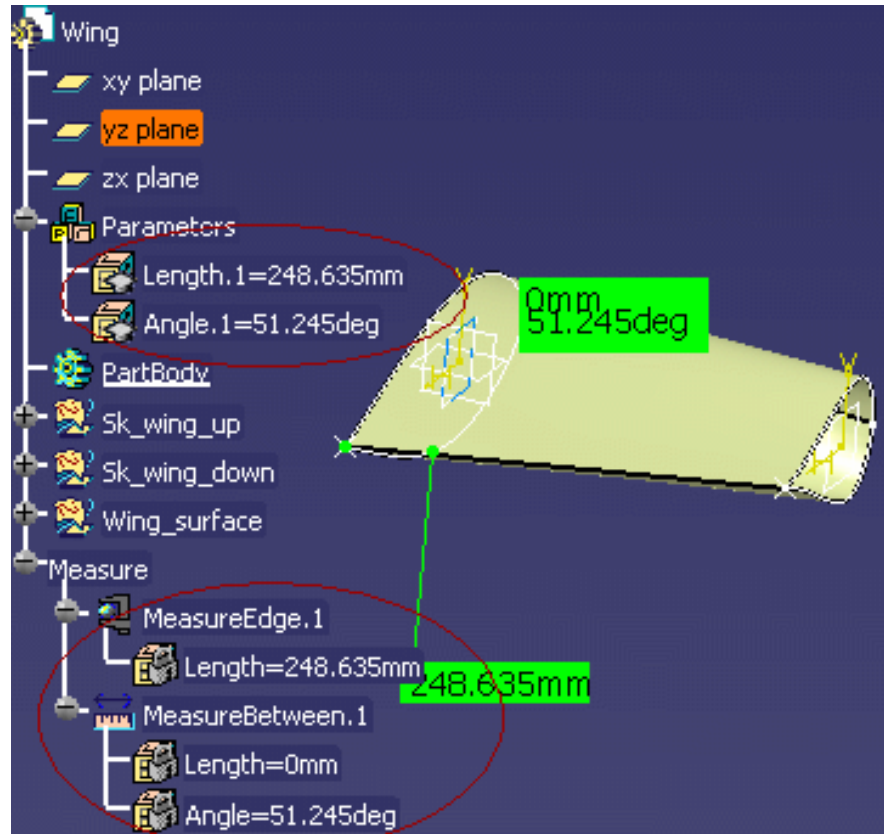 Wing
xy plane
yz plane
zx plane
Parameters
Length.1=248.635mm
Angle.1=51.245deg
0mm
51.245deg
PartBody
Sk_wing_up
Sk_wing_down
Wing_surface
Measure
MeasureEdge.1
Length=248.635mm
248.635mm
MeasureBetween.1
Length=0mm
Angle=51.245deg